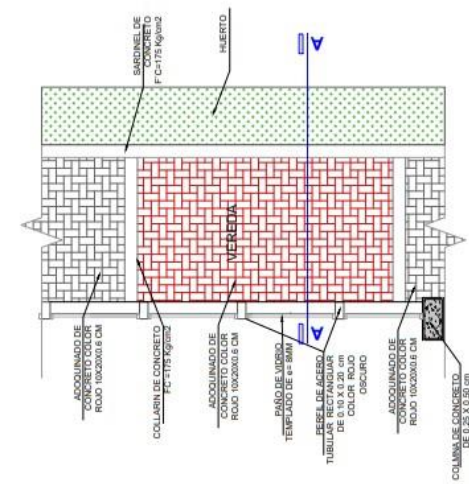 COLMNA DE CONCRETO
DE 0.25 X 0.50 cm
ADOQUINADO DE
CONCRETO COLOR
ROJO 10X20X0.6 CM
PERFIL DE ACERO
TUBULAR RECTANGUAR
DE 0.10 X 0.20 cm
COLOR ROJO
OSCURO
PAÑO DE VIDRIO
TEMPLADO DE e= 8MM
A
ADOQUINADO DE
CONCRETO COLOR
ROJO 10X20X0.6 CM
COLLARIN DE CONCRETO
F'C=175 Kg/cm2
ADOQUINADO DE
CONCRETO COLOR
ROJO 10X20X0.6 CM
VEREDA
A
SARDINEL DE
CONCRETO
F'C=175 Kg/cm2
HUERTO